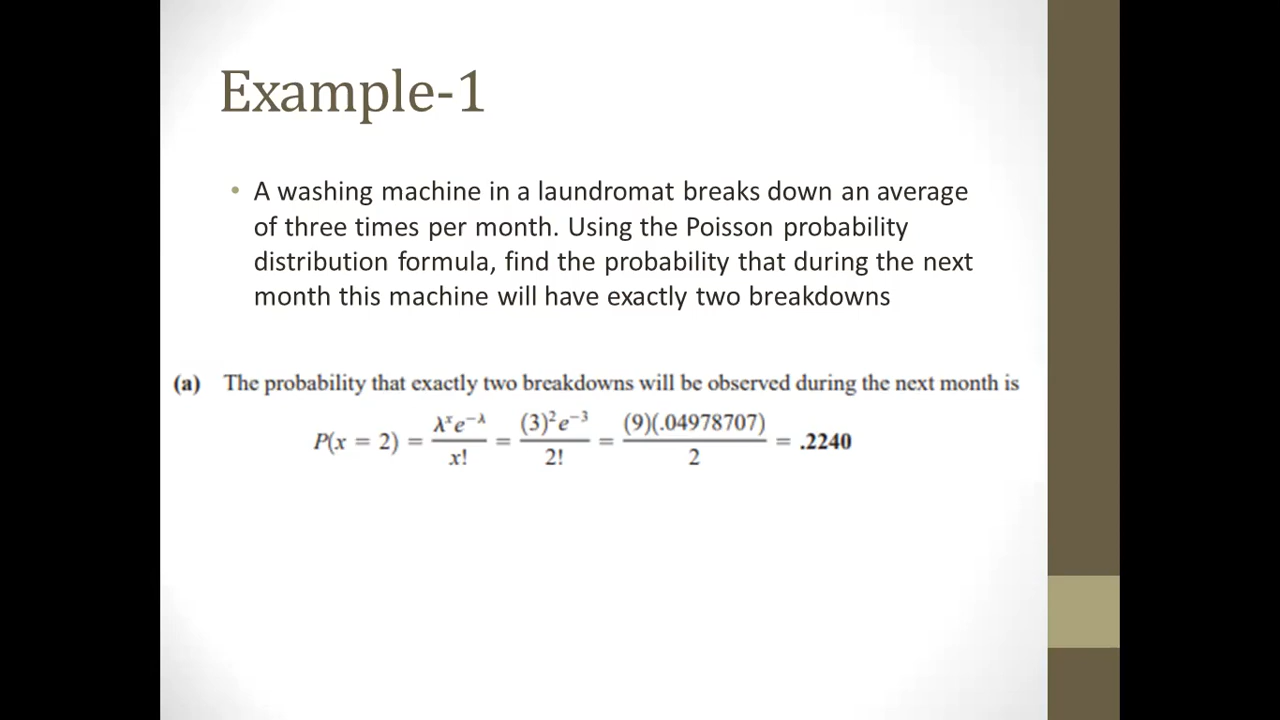 Example-1
• A washing machine in a laundromat breaks down an average
of three times per month. Using the Poisson probability
distribution formula, find the probability that during the next
month this machine will have exactly two breakdowns
(a) The probability that exactly two breakdowns will be observed during the next month is
P(x = 2) = λˣe⁻λ / x! = (3)²e⁻³ / 2! = (9)(.04978707) / 2 = .2240